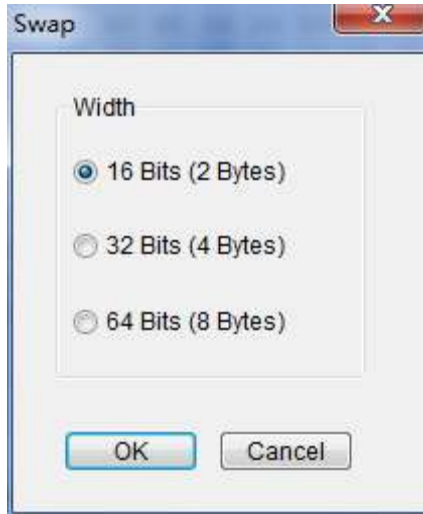 Swap
Width
16 Bits (2 Bytes)
32 Bits (4 Bytes)
64 Bits (8 Bytes)
OK Cancel